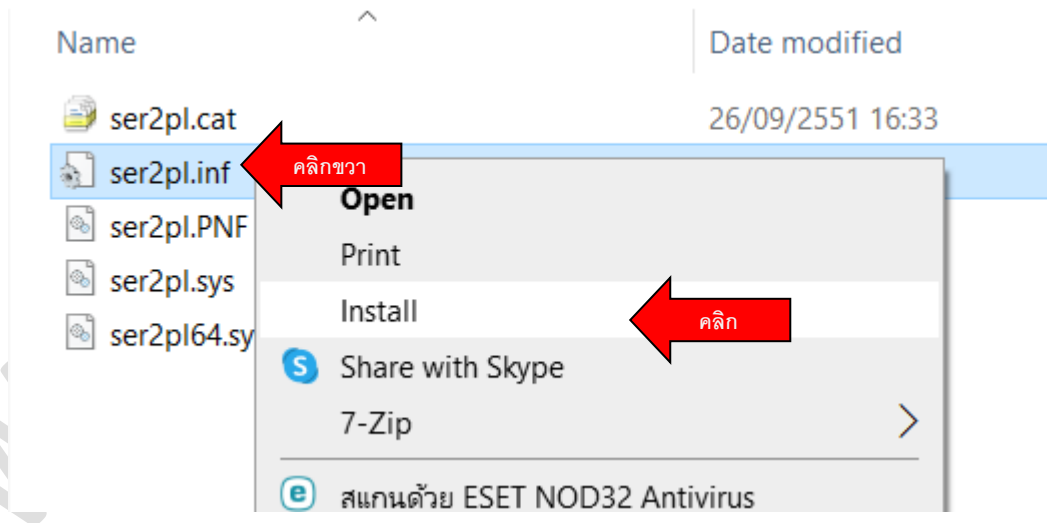 Name Date modified
ser2pl.cat 26/09/2551 16:33
ser2pl.inf คลิกขวา
Open
ser2pl.PNF
Print
ser2pl.sys
Install คลิก
ser2pl64.sy
Share with Skype
7-Zip
สแกนด้วย ESET NOD32 Antivirus